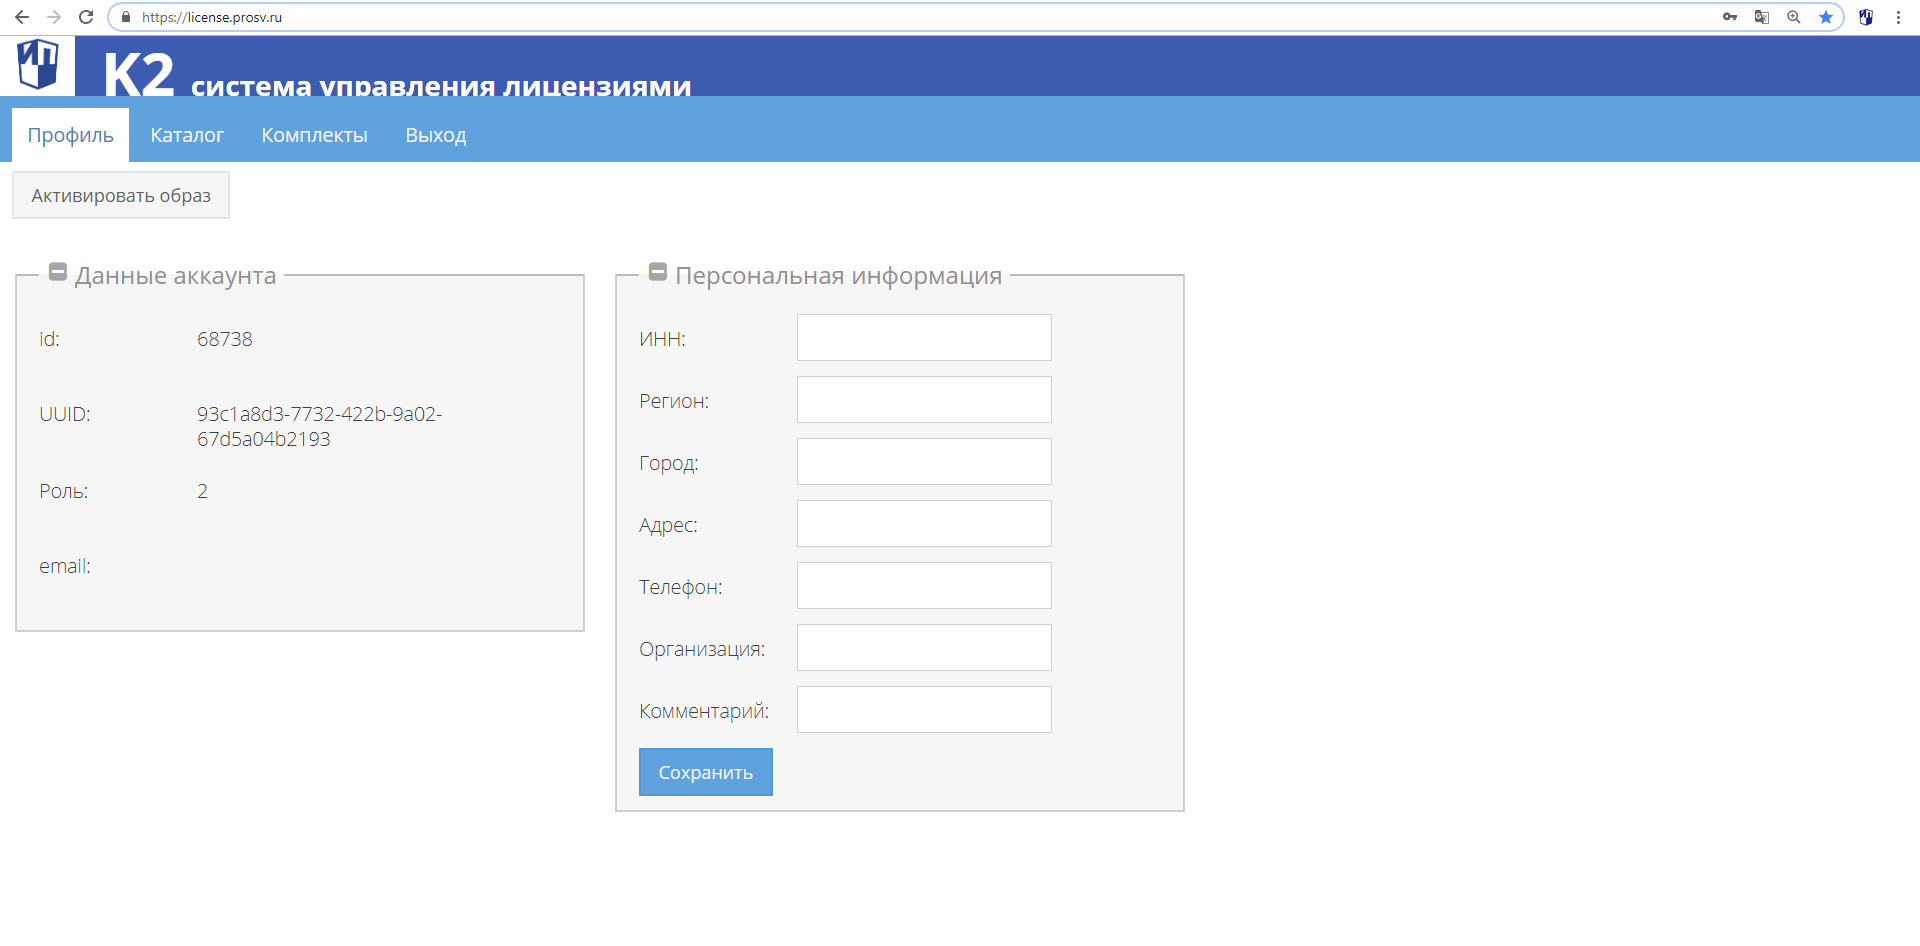 https://license.prosv.ru
ИП
K2 система управления лицензиями
Профиль Каталог Комплекты Выход
Активировать образ
Данные аккаунта
id: 68738
UUID: 93c1a8d3-7732-422b-9a02-
67d5a04b2193
Роль: 2
email:
Персональная информация
ИНН:
Регион:
Город:
Адрес:
Телефон:
Организация:
Комментарий:
Сохранить